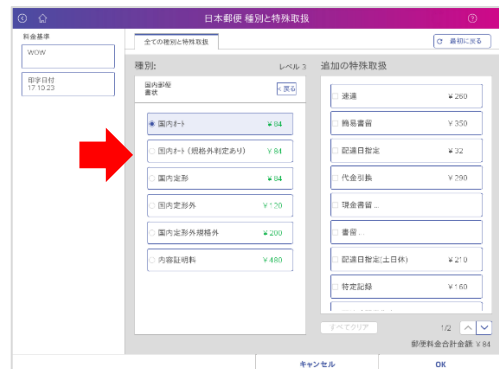 日本郵便 種別と特殊取扱
料金基準
WOW
印字日付
17.10.23
全ての種別と特殊取扱
最初に戻る
種別: レベル 3
国内郵便
書状
< 戻る
国内オート ¥ 84
国内オート (規格外判定あり) ¥ 84
国内定形 ¥ 84
国内定形外 ¥ 120
国内定形外規格外 ¥ 200
内容証明料 ¥ 480
追加の特殊取扱
速達 ¥ 260
簡易書留 ¥ 350
配達日指定 ¥ 32
代金引換 ¥ 290
現金書留 ...
書留 ...
配達日指定(土日休) ¥ 210
特定記録 ¥ 160
すべてクリア 1/2
郵便料金合計金額: ¥ 84
キャンセル OK